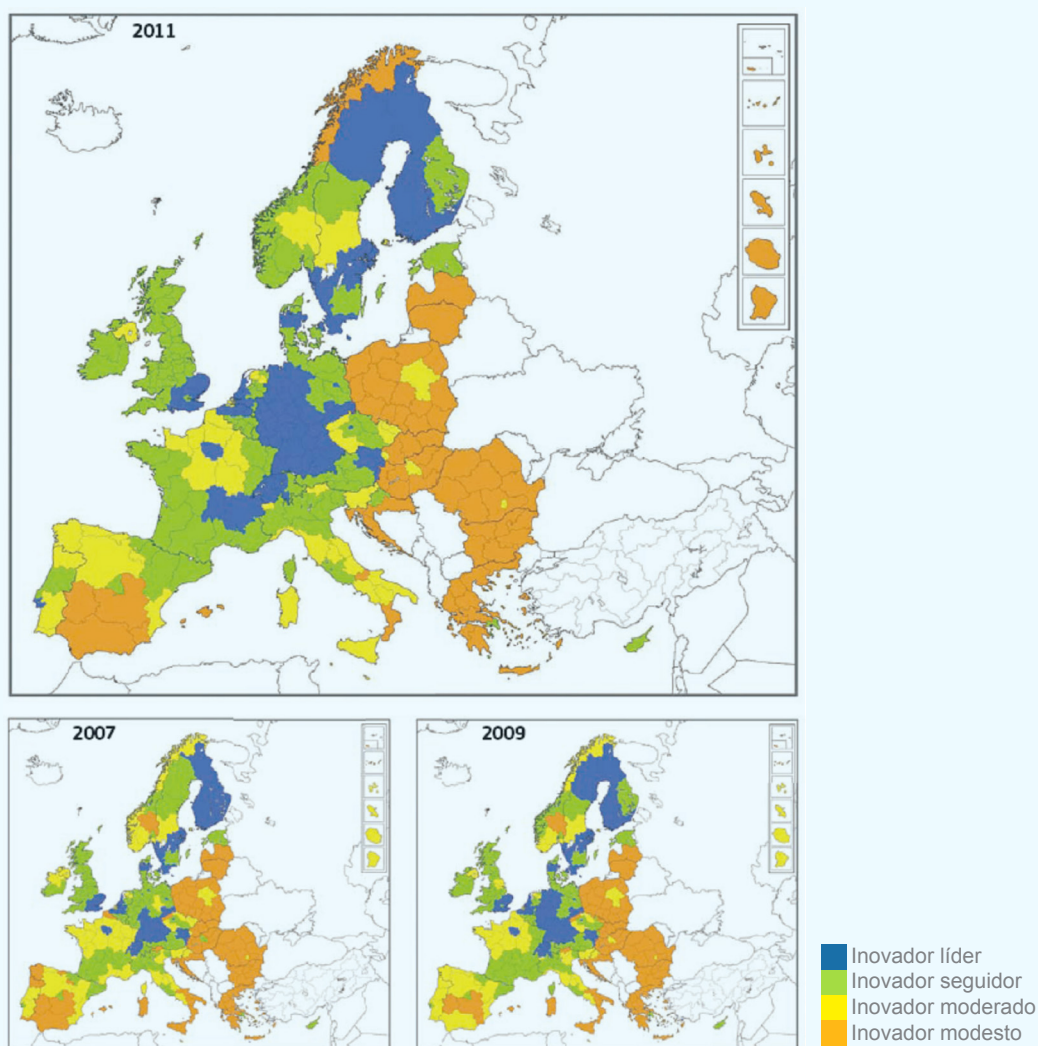 2011
2007
2009
Inovador líder
Inovador seguidor
Inovador moderado
Inovador modesto